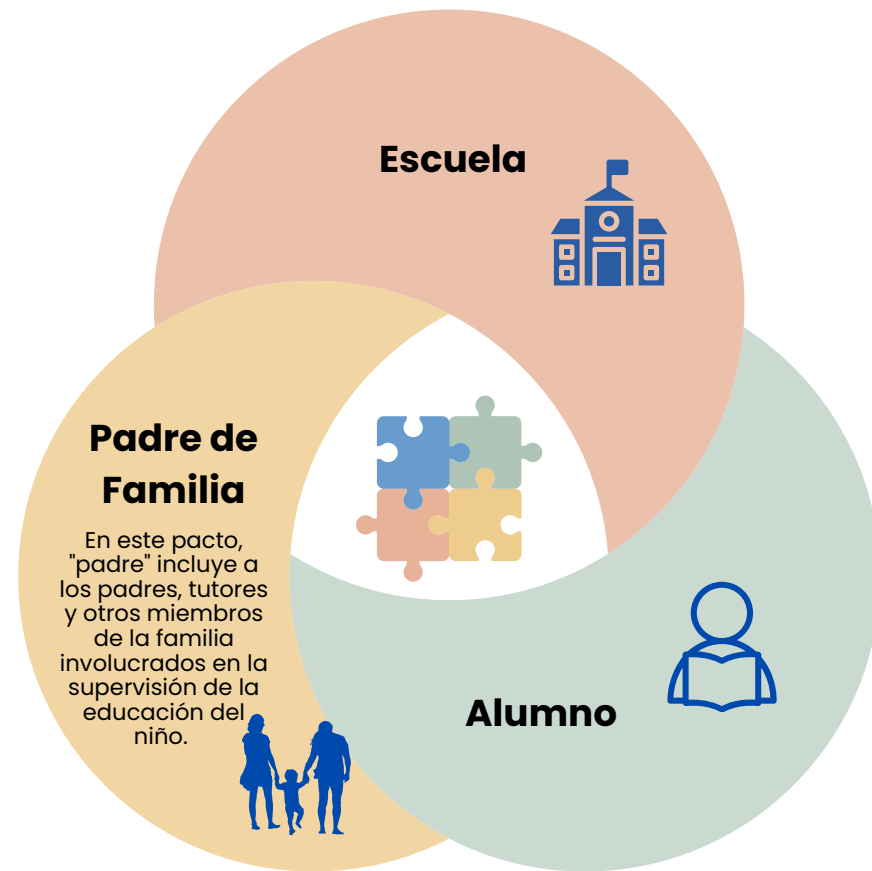 Escuela
Padre de
Familia
En este pacto,
"padre" incluye a
los padres, tutores
y otros miembros
de la familia
involucrados en la
supervisión de la
educación del
niño.
Alumno